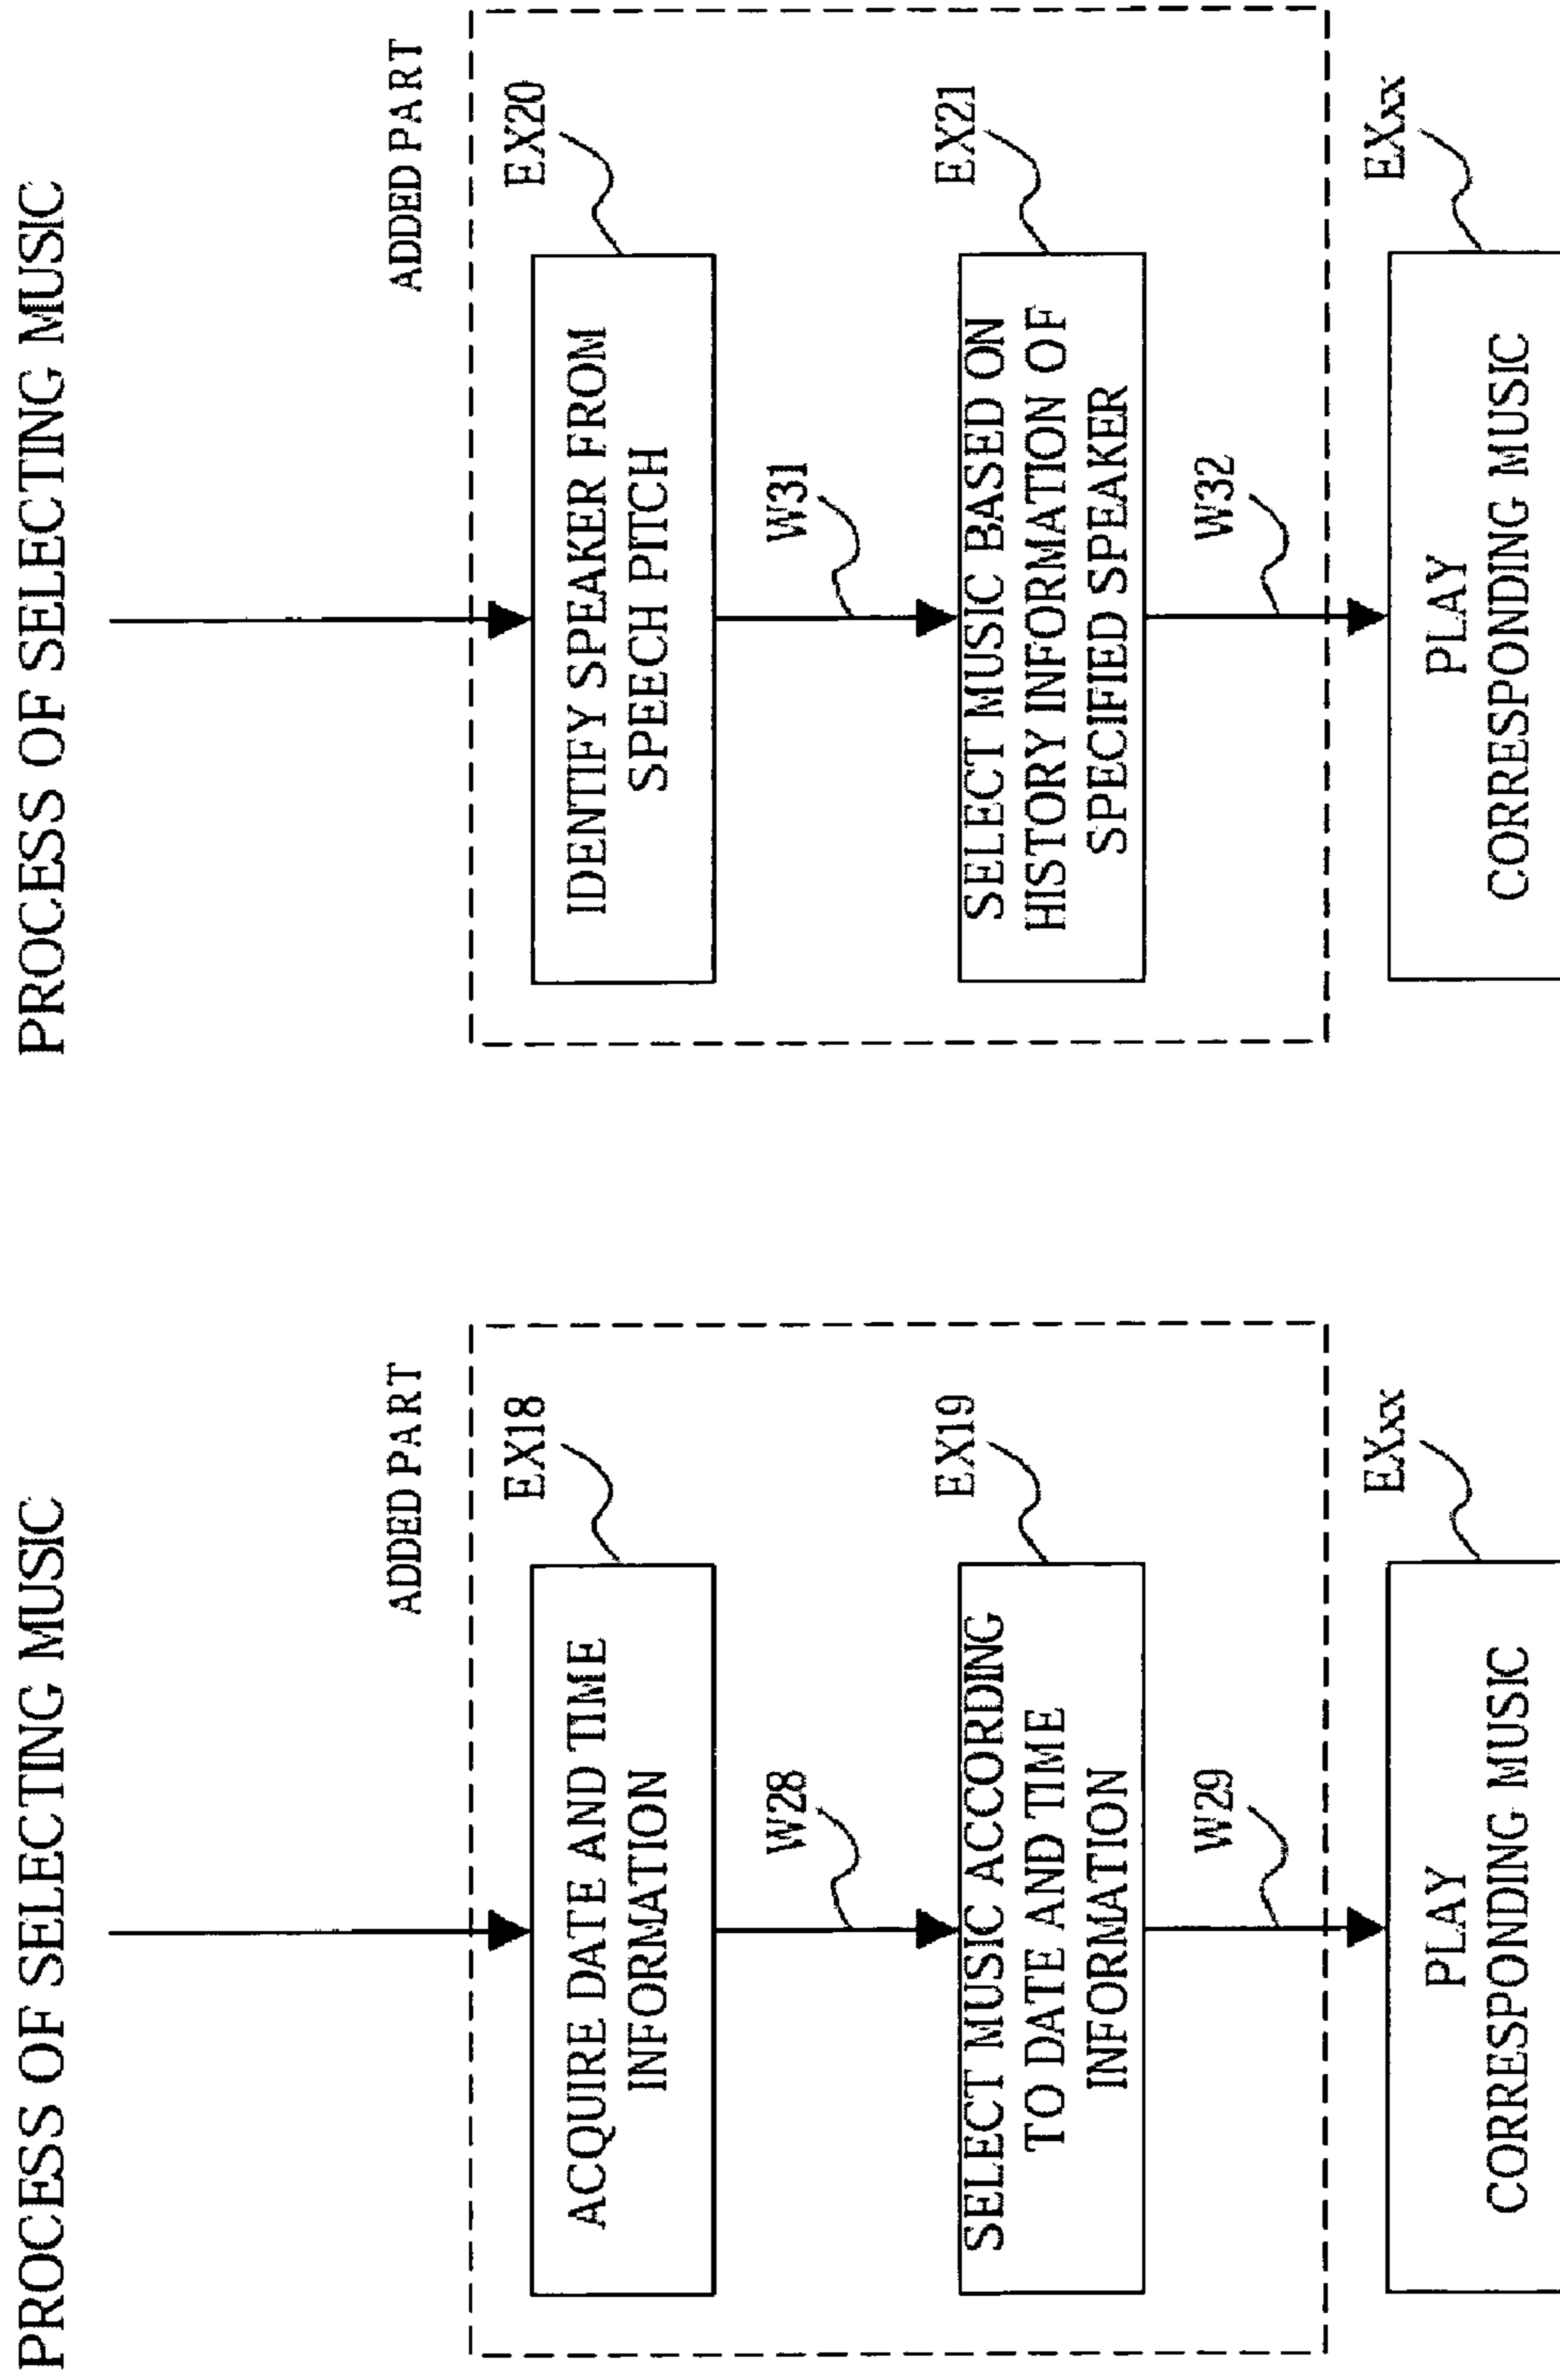 PROCESS OF SELECTING MUSIC
ADDED PART
EX18
ACQUIRE DATE AND TIME
INFORMATION
W28
EX19
SELECT MUSIC ACCORDING
TO DATE AND TIME
INFORMATION
W29
EXxx
PLAY
CORRESPONDING MUSIC
PROCESS OF SELECTING MUSIC
ADDED PART
EX20
IDENTIFY SPEAKER FROM
SPEECH PITCH
W31
EX21
SELECT MUSIC BASED ON
HISTORY INFORMATION OF
SPECIFIED SPEAKER
W32
EXxx
PLAY
CORRESPONDING MUSIC